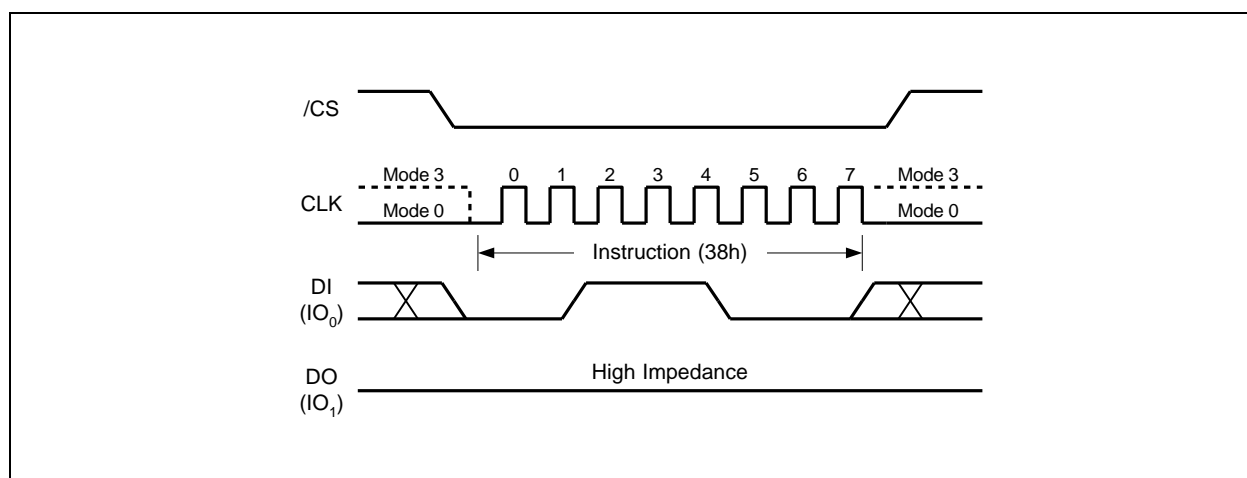 /CS
Mode 3
0 1 2 3 4 5 6 7
Mode 3
CLK
Mode 0
Mode 0
Instruction (38h)
DI
(IO₀)
High Impedance
DO
(IO₁)